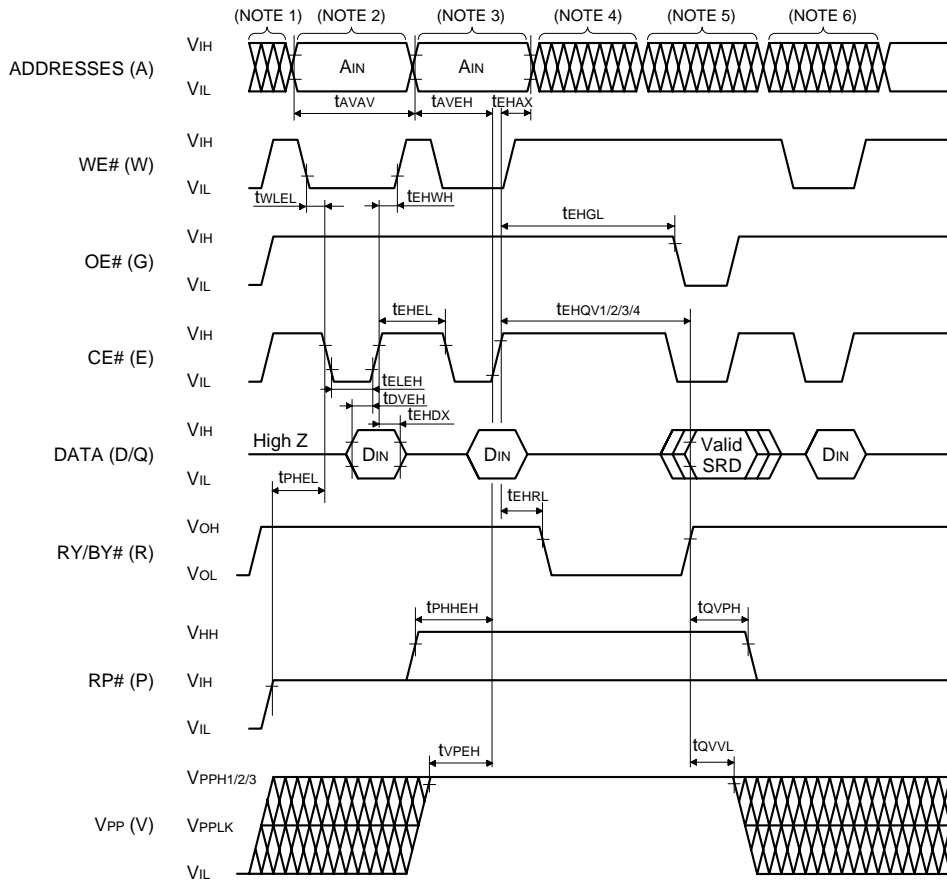 (NOTE 1) (NOTE 2) (NOTE 3) (NOTE 4) (NOTE 5) (NOTE 6)
ADDRESSES (A)
VIH
VIL
AIN AIN
tAVAV tAVEH tEHAX
WE# (W)
VIH
VIL
tWLEL tEHWH
tEHGL
OE# (G)
VIH
VIL
tEHEL tEHQV1/2/3/4
CE# (E)
VIH
VIL
tELEH
tDVEH
tEHDX
DATA (D/Q)
VIH
VIL
High Z
DIN DIN Valid SRD DIN
tPHEL
tEHRL
RY/BY# (R)
VOH
VOL
tPHHEH tQVPH
RP# (P)
VHH
VIH
VIL
tVPEH tQVVL
VPP (V)
VPPH1/2/3
VPPLK
VIL